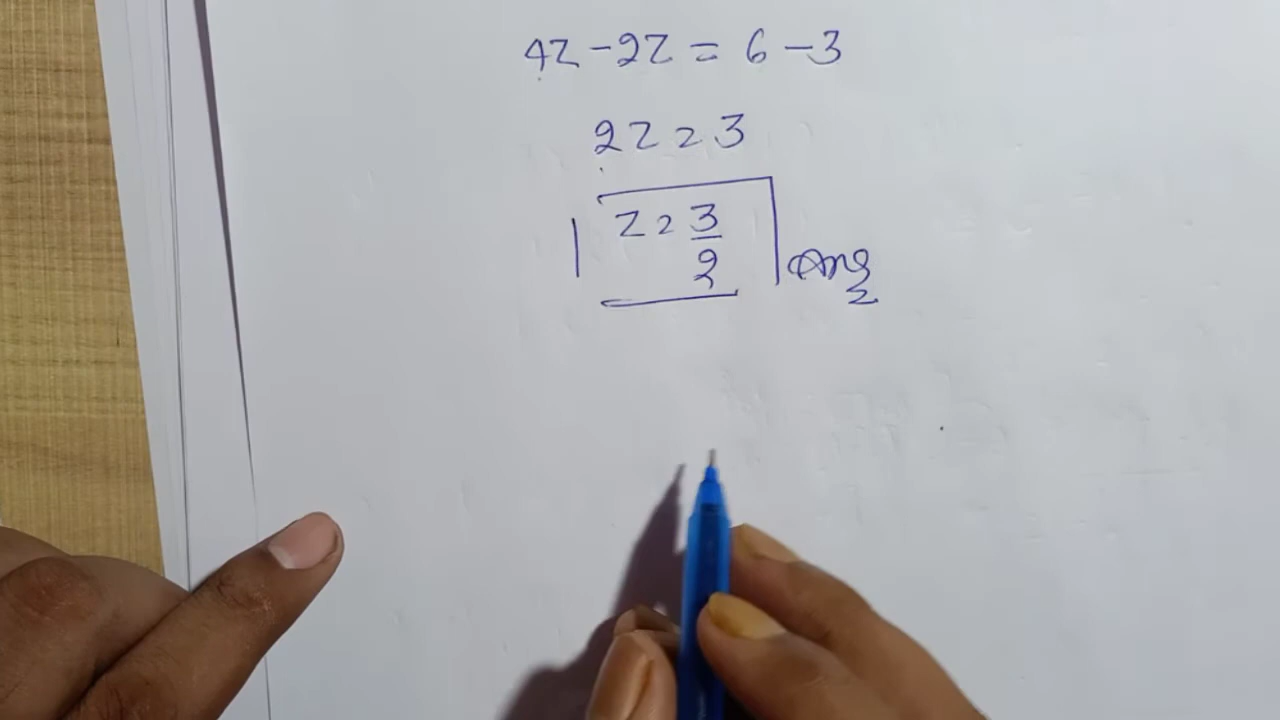 4Z - 2Z = 6 - 3
2Z = 3
Z = 3/2 Ans